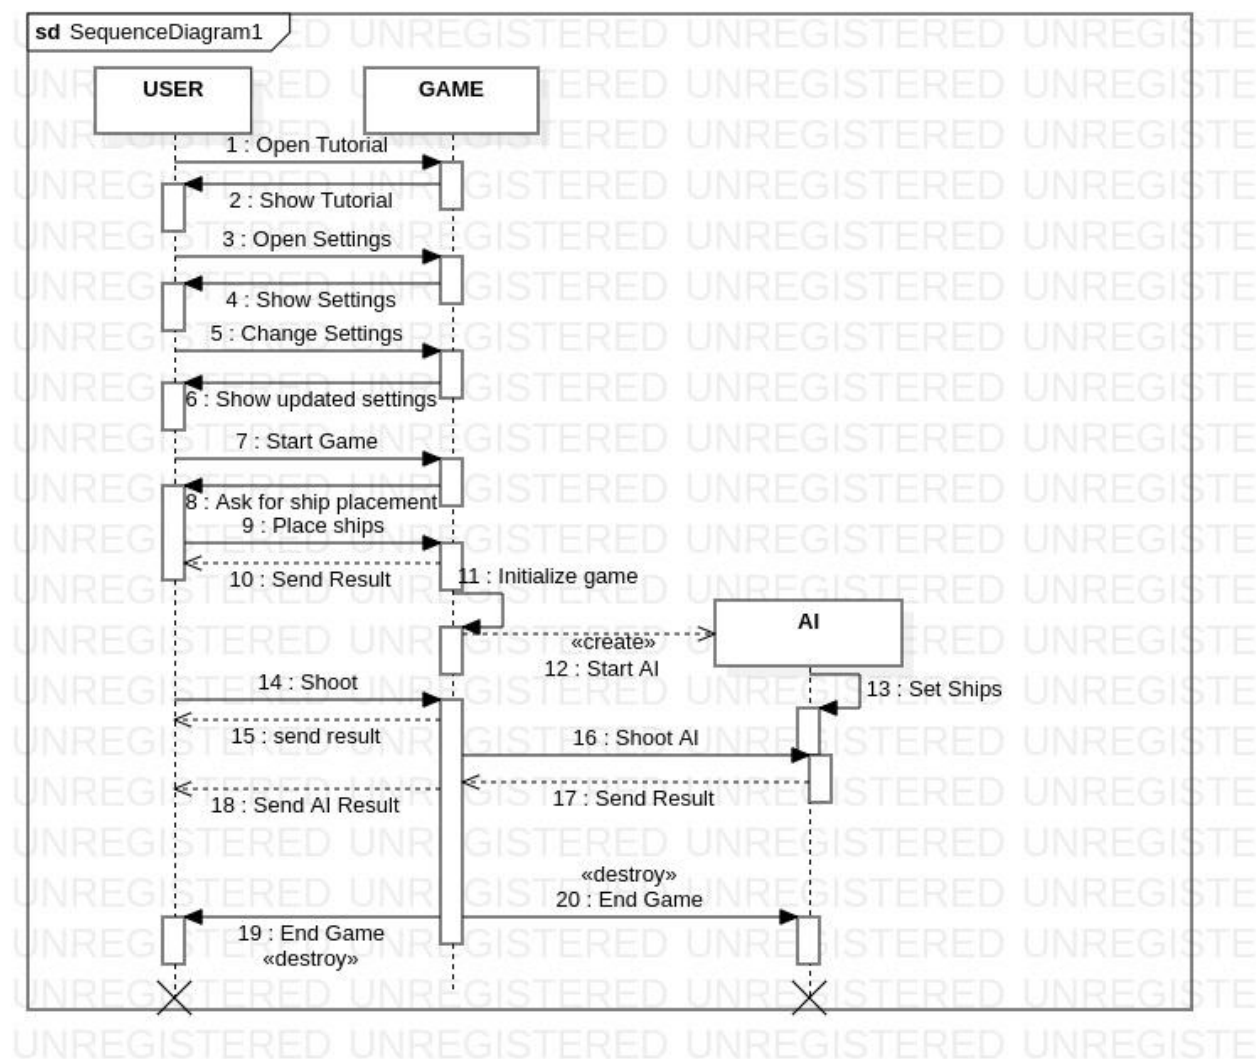 sd SequenceDiagram1
USER
GAME
1 : Open Tutorial
2 : Show Tutorial
3 : Open Settings
4 : Show Settings
5 : Change Settings
6 : Show updated settings
7 : Start Game
8 : Ask for ship placement
9 : Place ships
10 : Send Result
11 : Initialize game
AI
«create»
12 : Start AI
13 : Set Ships
14 : Shoot
15 : send result
16 : Shoot AI
17 : Send Result
18 : Send AI Result
«destroy»
20 : End Game
19 : End Game
«destroy»
UNREGISTERED